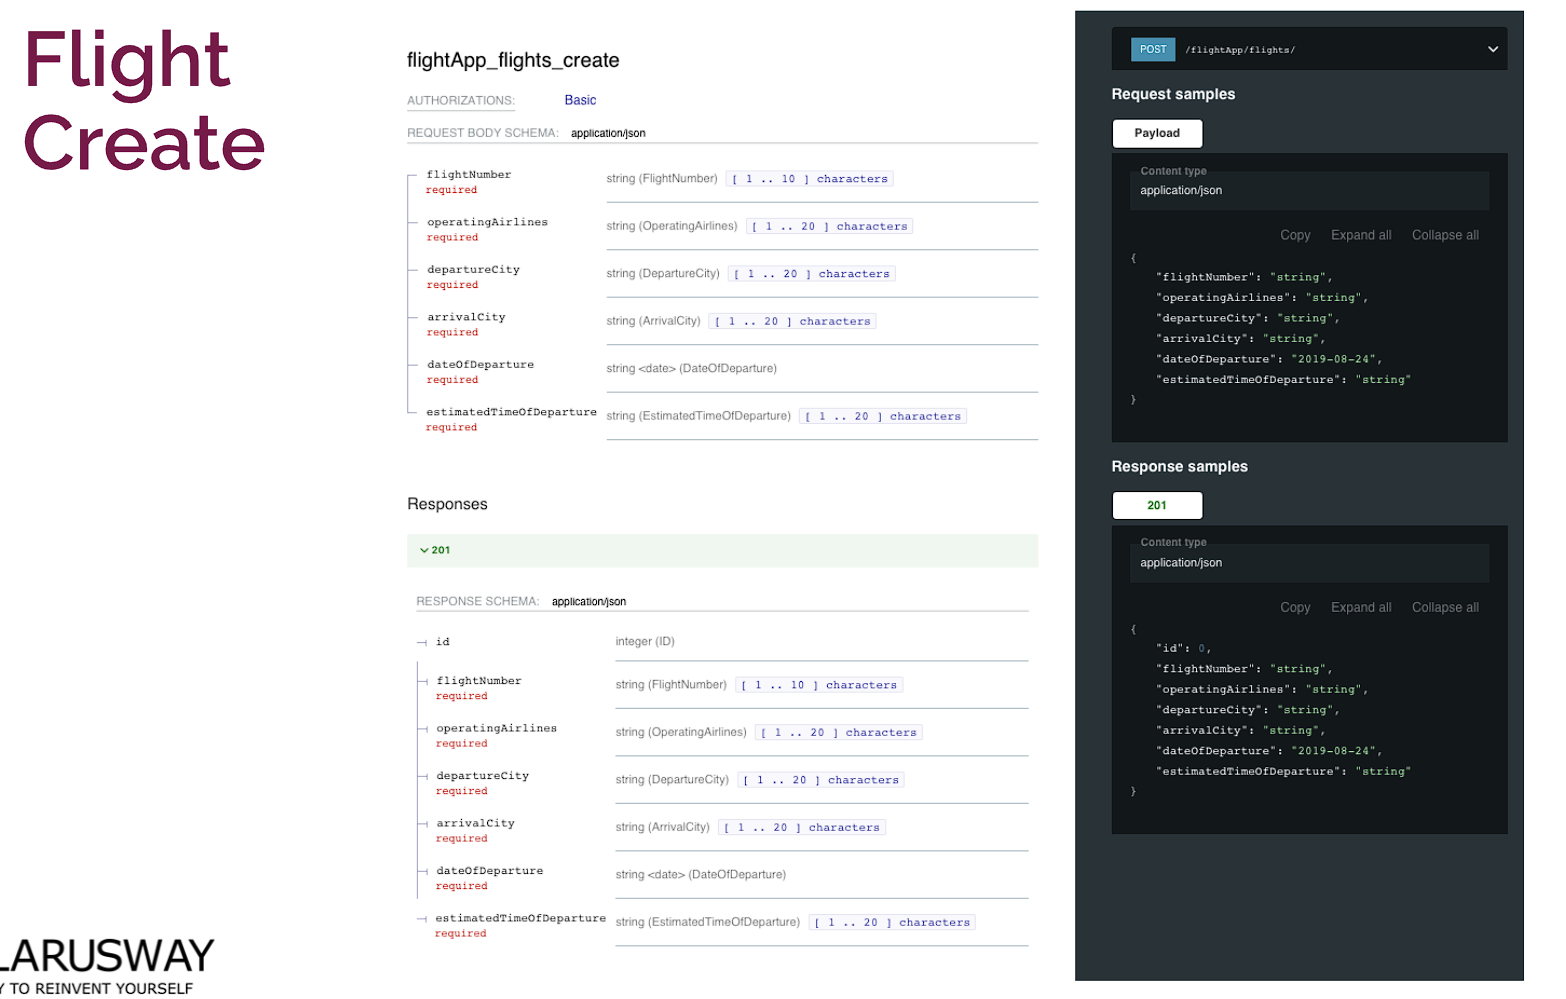 Flight
Create
flightApp_flights_create
AUTHORIZATIONS: Basic
REQUEST BODY SCHEMA: application/json
flightNumber
required
string (FlightNumber) [ 1 .. 10 ] characters
operatingAirlines
required
string (OperatingAirlines) [ 1 .. 20 ] characters
departureCity
required
string (DepartureCity) [ 1 .. 20 ] characters
arrivalCity
required
string (ArrivalCity) [ 1 .. 20 ] characters
dateOfDeparture
required
string <date> (DateOfDeparture)
estimatedTimeOfDeparture
required
string (EstimatedTimeOfDeparture) [ 1 .. 20 ] characters
Responses
201
RESPONSE SCHEMA: application/json
id
integer (ID)
flightNumber
required
string (FlightNumber) [ 1 .. 10 ] characters
operatingAirlines
required
string (OperatingAirlines) [ 1 .. 20 ] characters
departureCity
required
string (DepartureCity) [ 1 .. 20 ] characters
arrivalCity
required
string (ArrivalCity) [ 1 .. 20 ] characters
dateOfDeparture
required
string <date> (DateOfDeparture)
estimatedTimeOfDeparture
required
string (EstimatedTimeOfDeparture) [ 1 .. 20 ] characters
POST /flightApp/flights/
Request samples
Payload
Content type
application/json
Copy Expand all Collapse all
{
"flightNumber": "string",
"operatingAirlines": "string",
"departureCity": "string",
"arrivalCity": "string",
"dateOfDeparture": "2019-08-24",
"estimatedTimeOfDeparture": "string"
}
Response samples
201
Content type
application/json
Copy Expand all Collapse all
{
"id": 0,
"flightNumber": "string",
"operatingAirlines": "string",
"departureCity": "string",
"arrivalCity": "string",
"dateOfDeparture": "2019-08-24",
"estimatedTimeOfDeparture": "string"
}
LARUSWAY
Y TO REINVENT YOURSELF